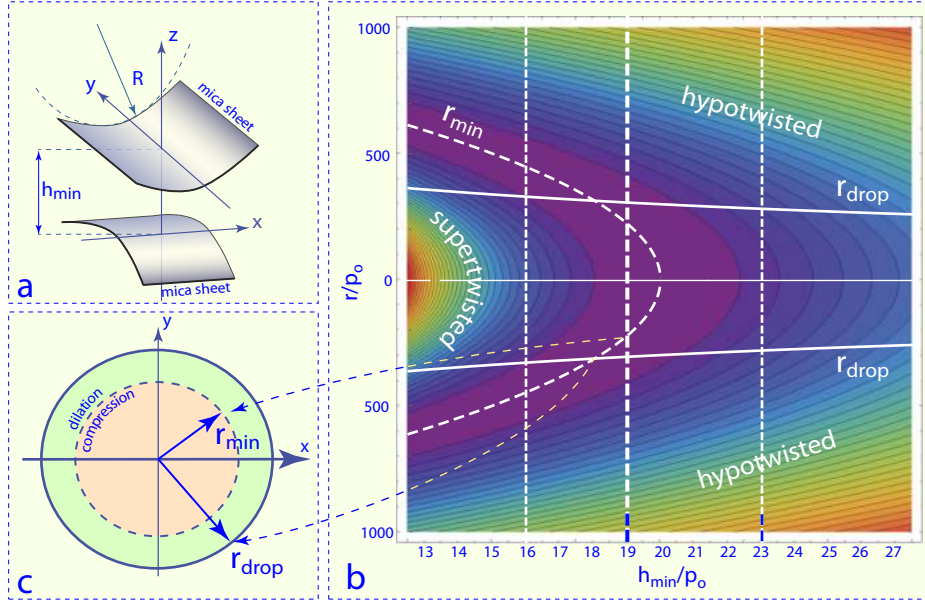 z
R
y
mica sheet
h_min
x
mica sheet
a
y
dilation
compression
r_min
x
r_drop
c
1000
hypotwisted
r_min
500
r_drop
supertwisted
r/p_o
0
r_drop
500
hypotwisted
1000
13 14 15 16 17 18 19 20 21 22 23 24 25 26 27
h_min/p_o
b